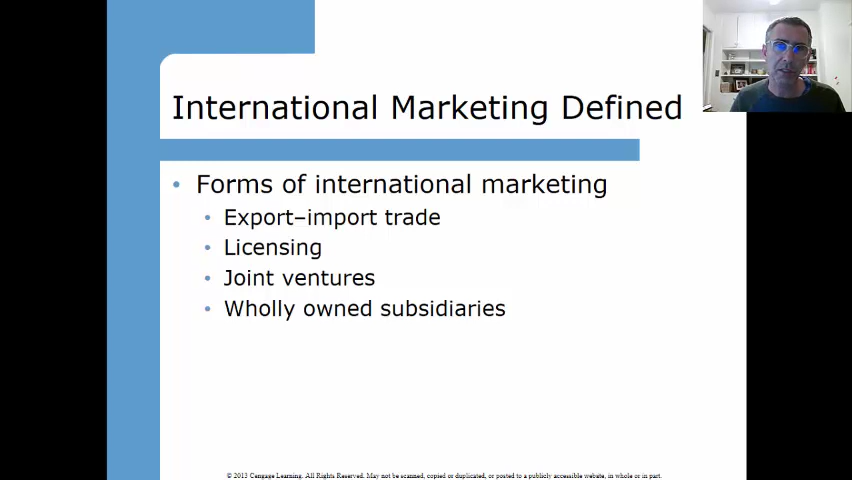 International Marketing Defined
• Forms of international marketing
• Export–import trade
• Licensing
• Joint ventures
• Wholly owned subsidiaries
© 2013 Cengage Learning. All Rights Reserved. May not be scanned, copied or duplicated, or posted to a publicly accessible website, in whole or in part.